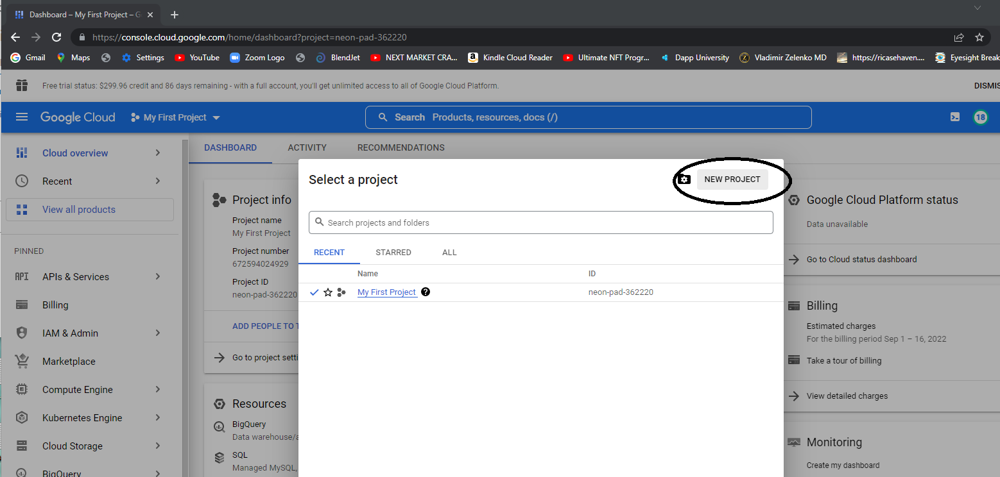 Dashboard – My First Project – G
https://console.cloud.google.com/home/dashboard?project=neon-pad-362220
Gmail
Maps
Settings
YouTube
Zoom Logo
BlendJet
NEXT MARKET CRA...
Kindle Cloud Reader
Ultimate NFT Progr...
Dapp University
Vladimir Zelenko MD
https://ricasehaven....
Eyesight Break
Free trial status: $299.96 credit and 86 days remaining - with a full account, you'll get unlimited access to all of Google Cloud Platform.
DISMIS
Google Cloud
My First Project
Search Products, resources, docs (/)
18
Cloud overview
Recent
View all products
PINNED
API APIs & Services
Billing
IAM & Admin
Marketplace
Compute Engine
Kubernetes Engine
Cloud Storage
BigQuery
DASHBOARD
ACTIVITY
RECOMMENDATIONS
Project info
Project name
My First Project
Project number
672594024929
Project ID
neon-pad-362220
ADD PEOPLE TO T
Go to project setti
Resources
BigQuery
Data warehouse/a
SQL
Managed MySQL,
Select a project
NEW PROJECT
Search projects and folders
RECENT
STARRED
ALL
Name
ID
My First Project
neon-pad-362220
Google Cloud Platform status
Data unavailable
Go to Cloud status dashboard
Billing
Estimated charges
For the billing period Sep 1 – 16, 2022
Take a tour of billing
View detailed charges
Monitoring
Create my dashboard